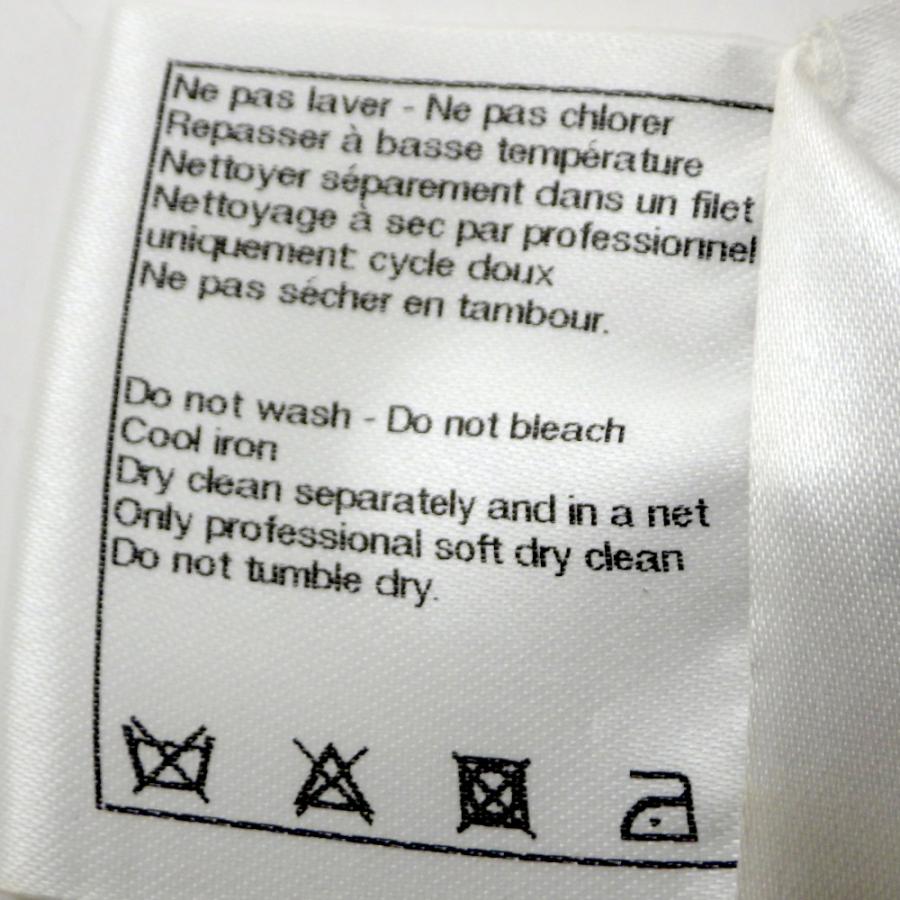 Ne pas laver - Ne pas chlorer
Repasser à basse température
Nettoyer séparement dans un filet
Nettoyage à sec par professionnel
uniquement: cycle doux
Ne pas sécher en tambour.
Do not wash - Do not bleach
Cool iron
Dry clean separately and in a net
Only professional soft dry clean
Do not tumble dry.